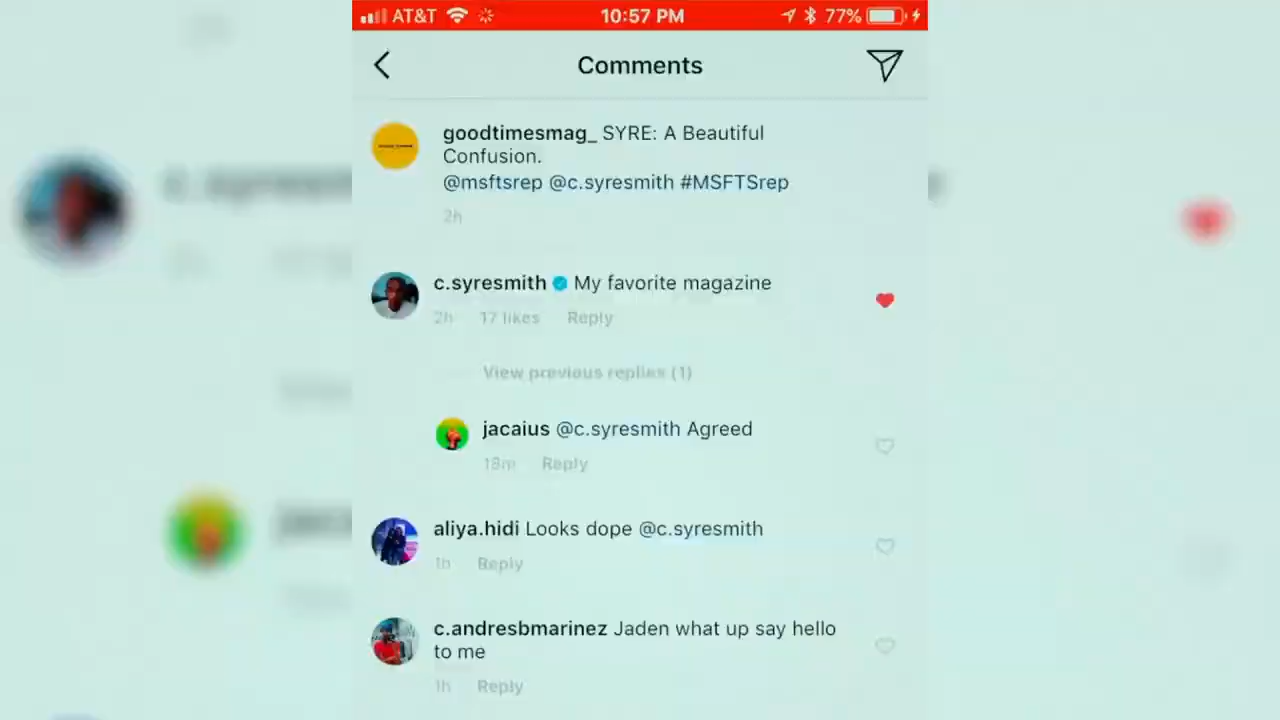 AT&T 10:57 PM 77%
Comments
goodtimesmag_ SYRE: A Beautiful
Confusion.
@msftsrep @c.syresmith #MSFTSrep
2h
c.syresmith My favorite magazine
2h 17 likes Reply
View previous replies (1)
jacaius @c.syresmith Agreed
18m Reply
aliya.hidi Looks dope @c.syresmith
1h Reply
c.andresbmarinez Jaden what up say hello
to me
1h Reply